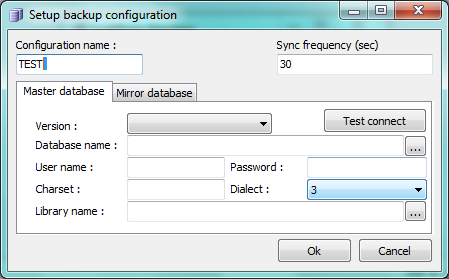 Setup backup configuration
Configuration name :
Sync frequency (sec)
TEST
30
Master database
Mirror database
Version :
Test connect
Database name :
...
User name :
Password :
Charset :
Dialect :
3
Library name :
...
Ok
Cancel